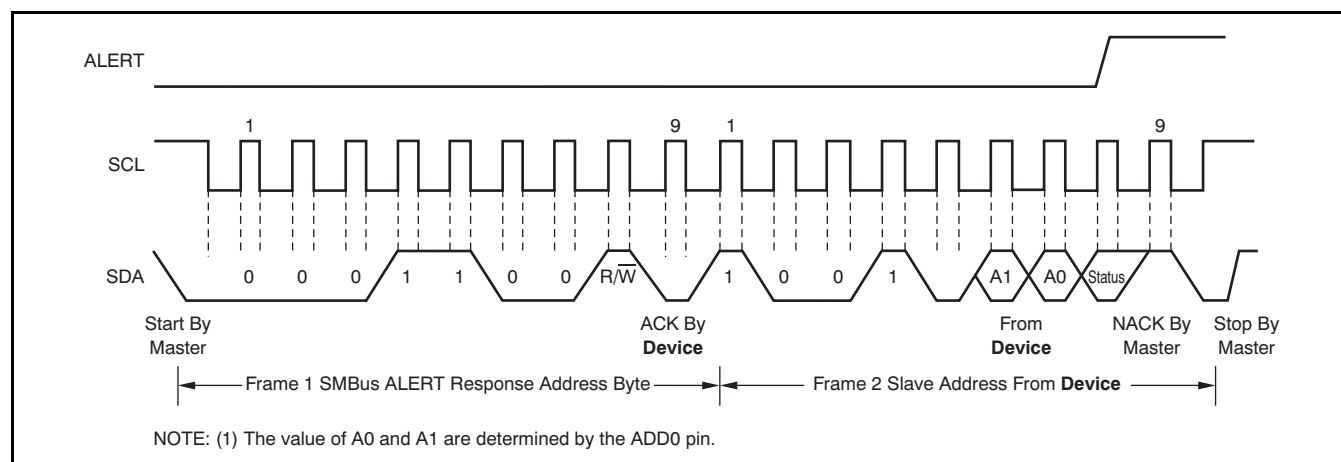 ALERT
1 9 1 9
SCL
SDA 0 0 0 1 1 0 0 R/W̅ 1 0 0 1 A1 A0 Status
Start By
Master
ACK By
Device
From
Device
NACK By
Master
Stop By
Master
Frame 1 SMBus ALERT Response Address Byte
Frame 2 Slave Address From Device
NOTE: (1) The value of A0 and A1 are determined by the ADD0 pin.